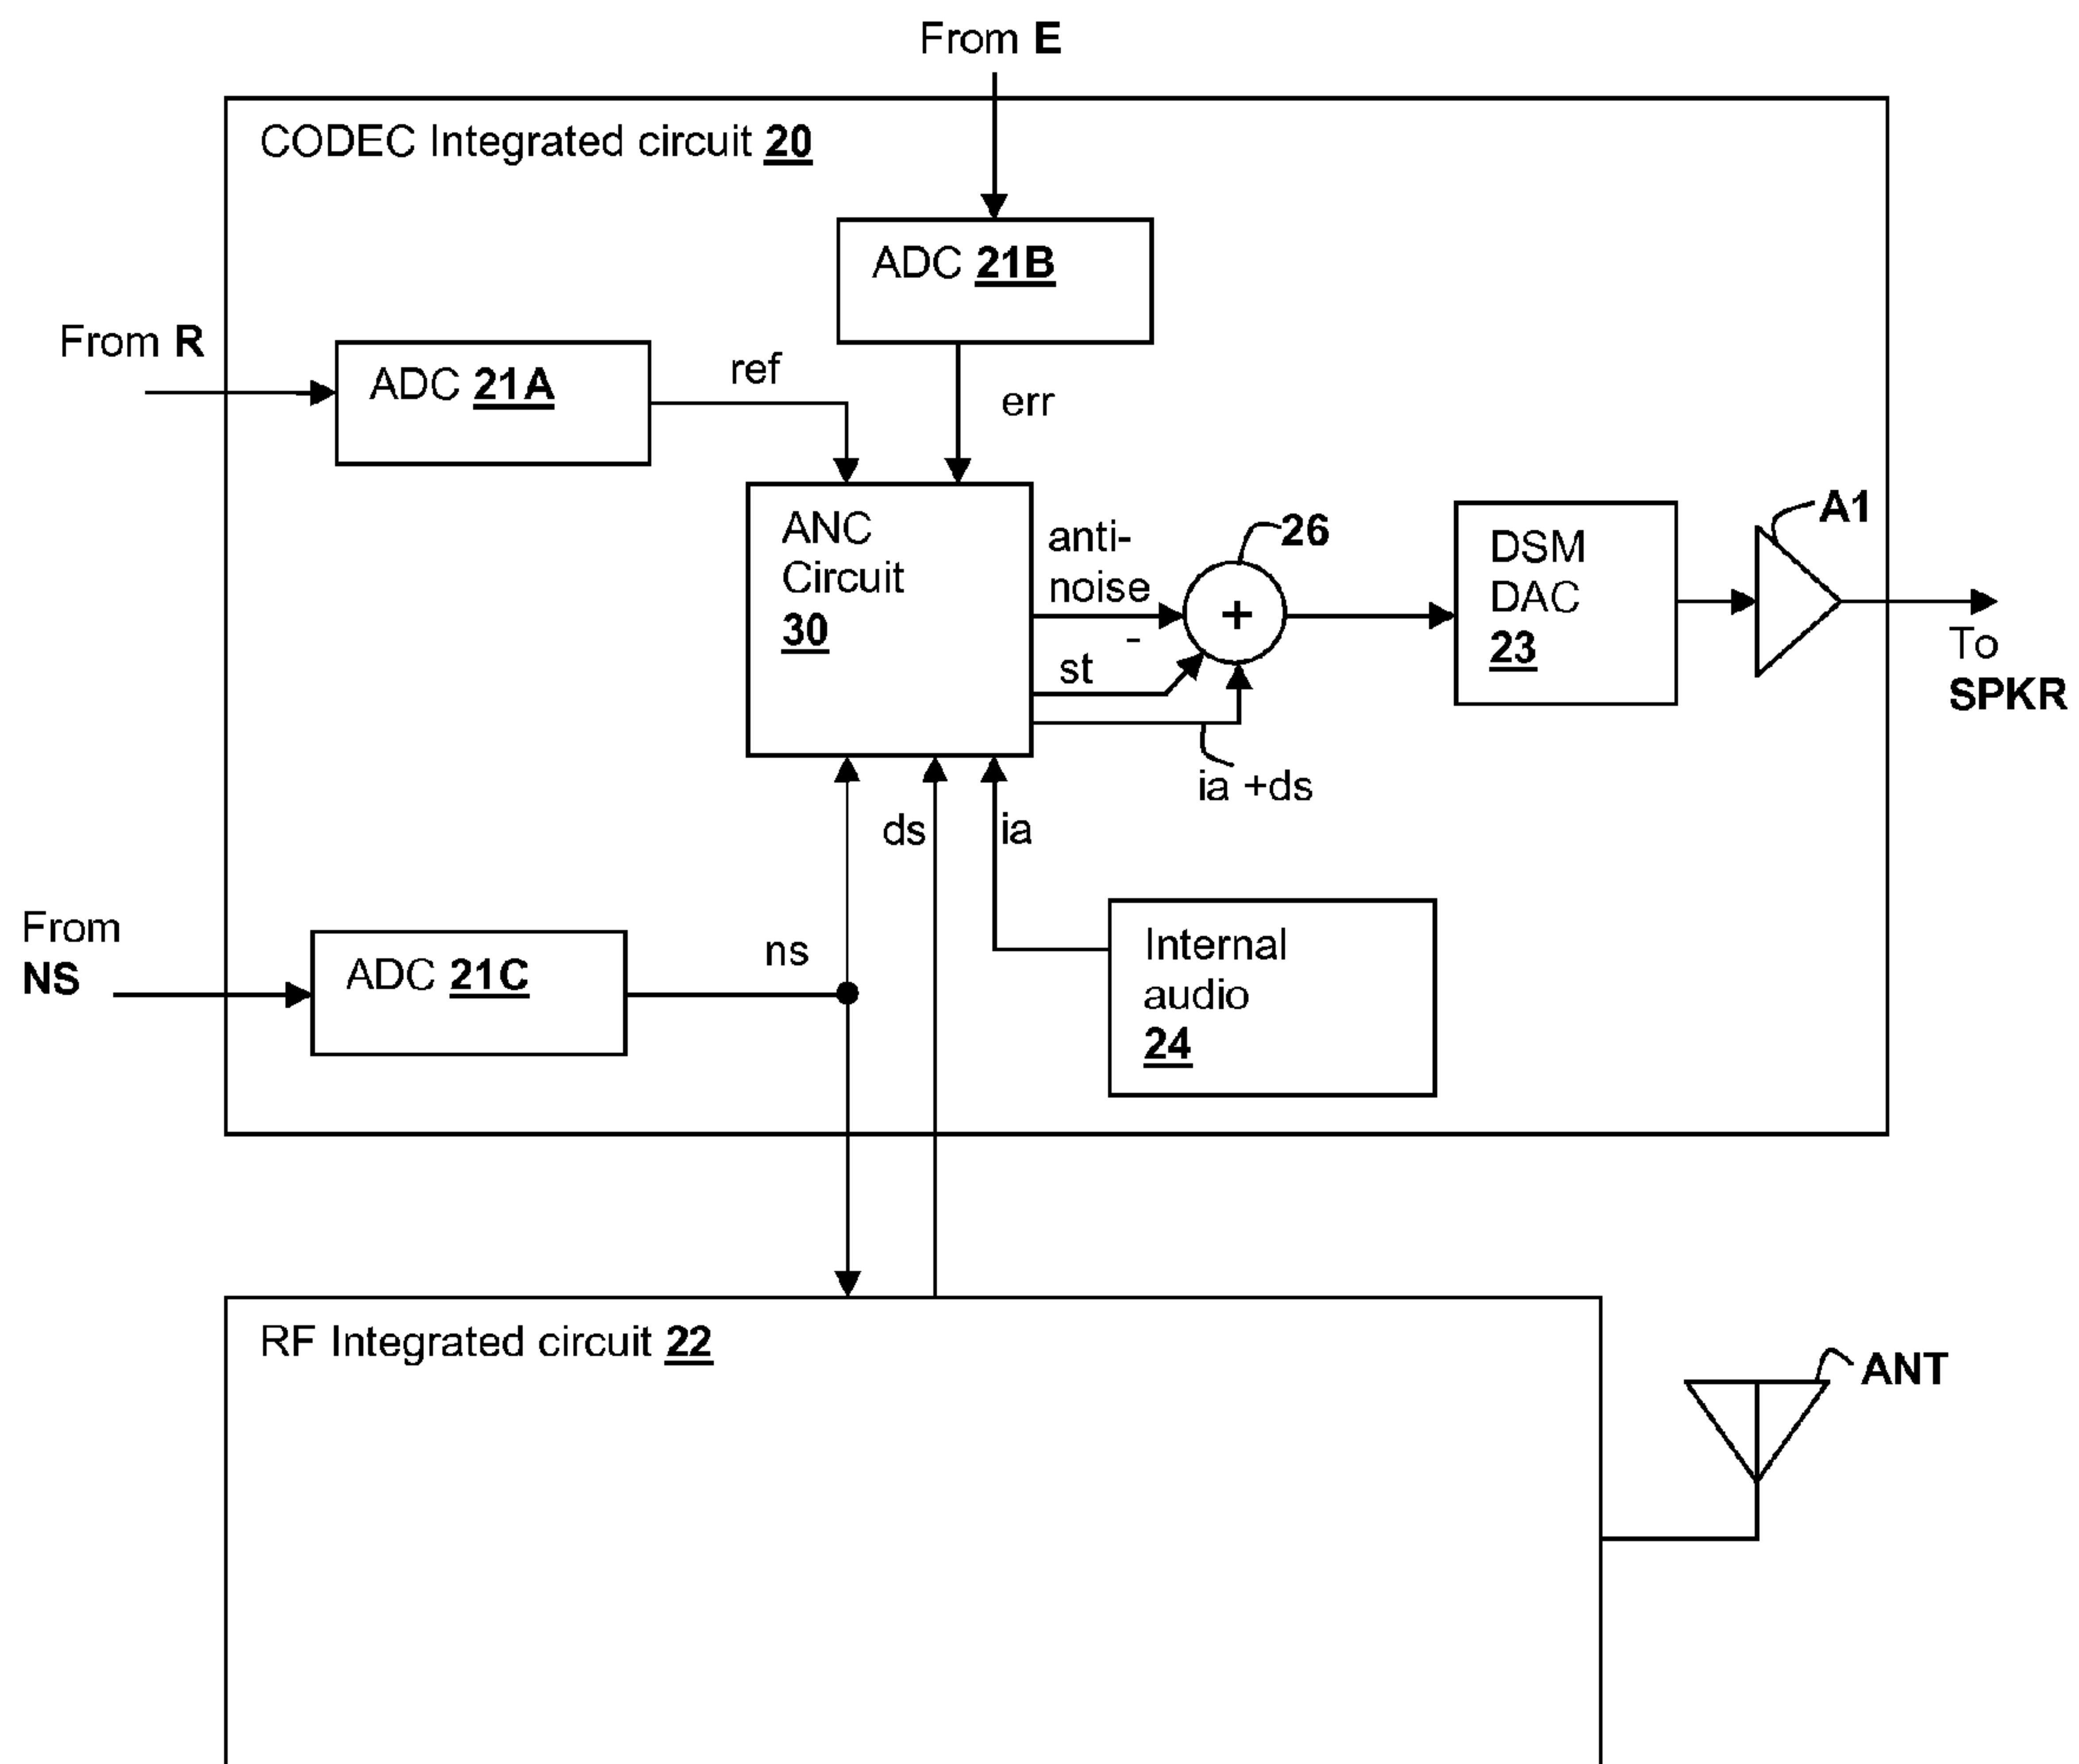 From E
CODEC Integrated circuit 20
ADC 21B
From R
ADC 21A
ref
err
ANC
Circuit
30
anti-
noise
-
st
26
+
DSM
DAC
23
A1
To
SPKR
ia +ds
ds
ia
From
NS
ADC 21C
ns
Internal
audio
24
RF Integrated circuit 22
ANT